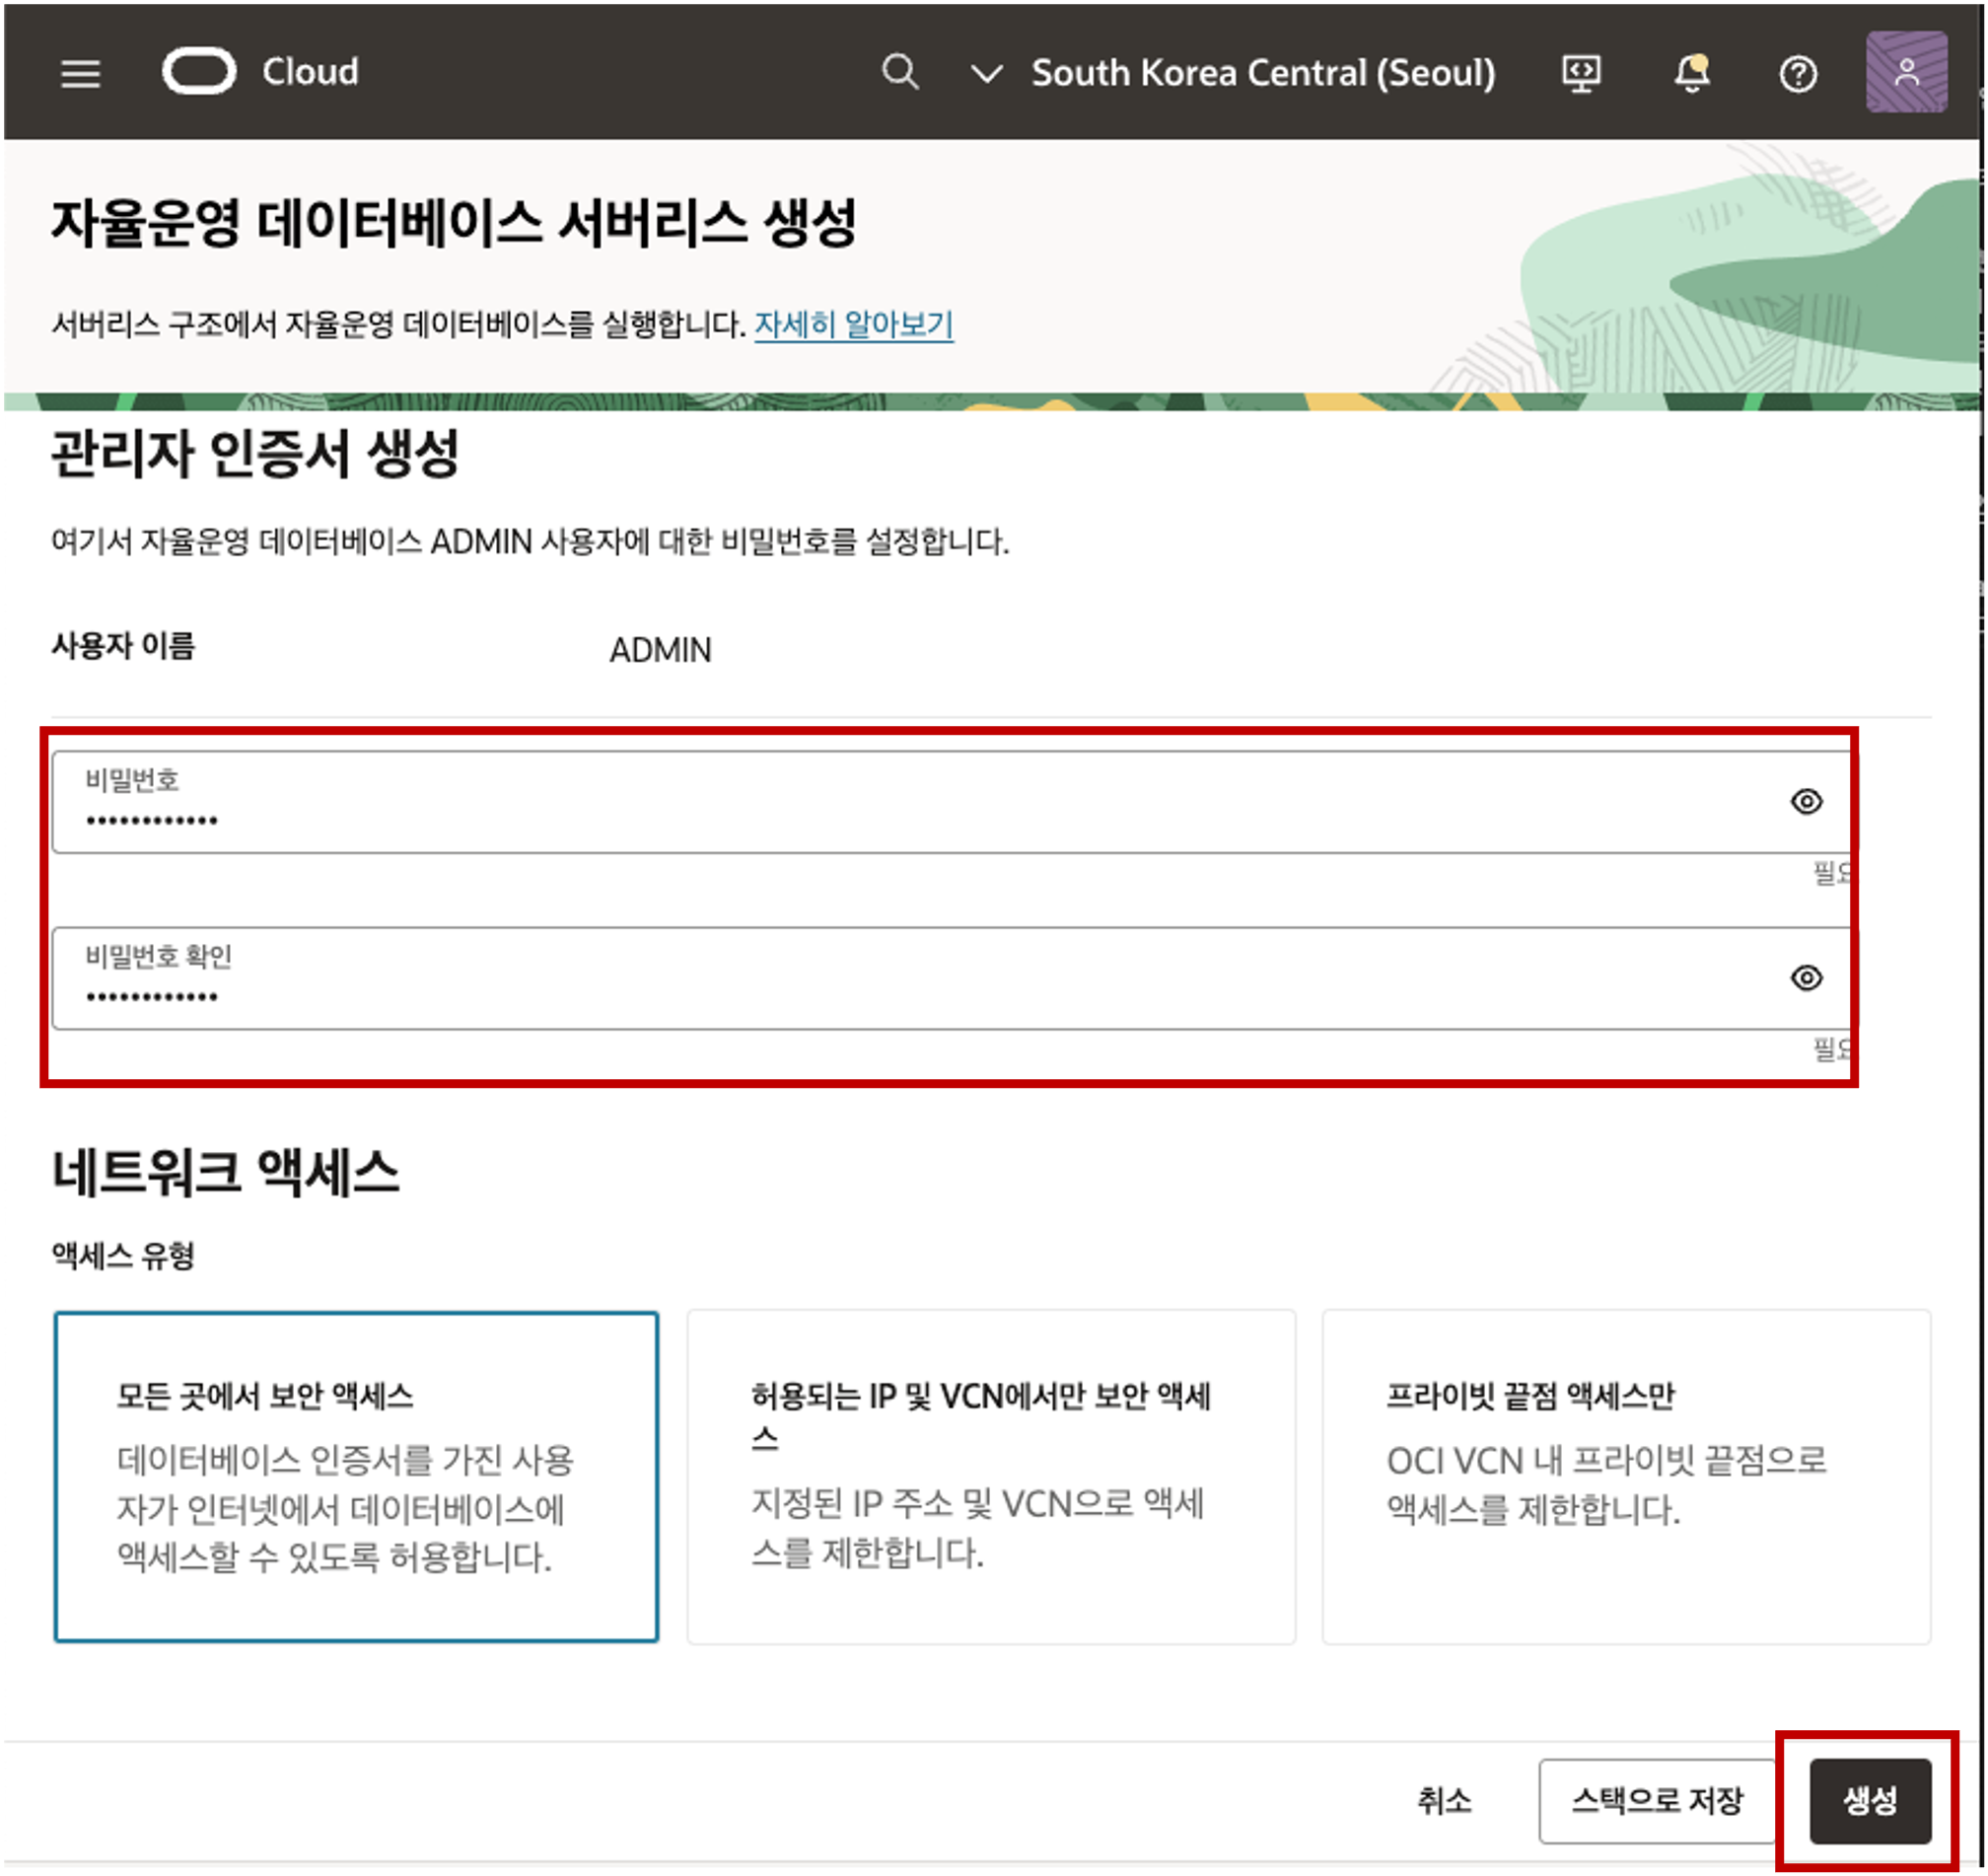 Cloud
South Korea Central (Seoul)
자율운영 데이터베이스 서버리스 생성
서버리스 구조에서 자율운영 데이터베이스를 실행합니다. 자세히 알아보기
관리자 인증서 생성
여기서 자율운영 데이터베이스 ADMIN 사용자에 대한 비밀번호를 설정합니다.
사용자 이름 ADMIN
비밀번호
••••••••••••
필요
비밀번호 확인
••••••••••••
필요
네트워크 액세스
액세스 유형
모든 곳에서 보안 액세스
데이터베이스 인증서를 가진 사용
자가 인터넷에서 데이터베이스에
액세스할 수 있도록 허용합니다.
허용되는 IP 및 VCN에서만 보안 액세
스
지정된 IP 주소 및 VCN으로 액세
스를 제한합니다.
프라이빗 끝점 액세스만
OCI VCN 내 프라이빗 끝점으로
액세스를 제한합니다.
취소
스택으로 저장
생성